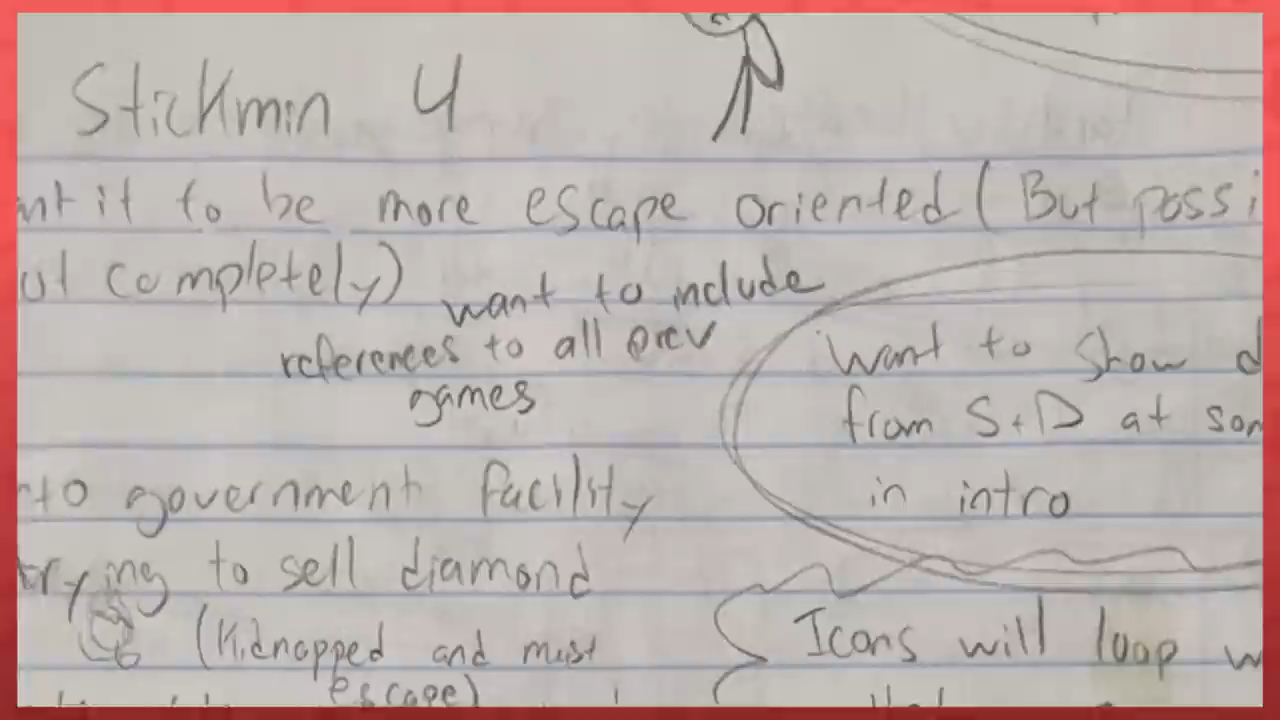 Stickmin 4
nt it to be more escape oriented (But possi
ut completely)
want to include
references to all prev
games
Want to show d
from S+D at som
in intro
to government facility
rying to sell diamond
(Kidnapped and must
escape)
Icons will loop w